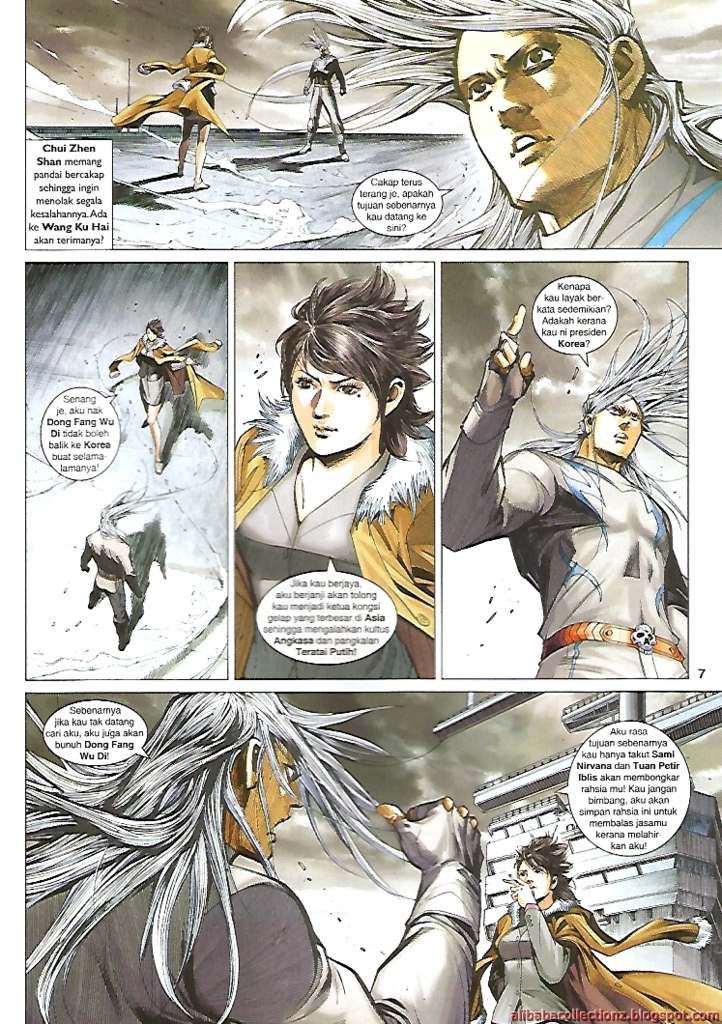 Chui Zhen
Shan memang
pandai bercakap
sehingga ingin
menolak segala
kesalahannya. Ada
ke Wang Ku Hai
akan terimanya?
Cakap terus
terang je, apakah
tujuan sebenarnya
kau datang ke
sini?
Senang
je, aku nak
Dong Fang Wu
Di tidak boleh
balik ke Korea
buat selama-
lamanya!
Jika kau berjaya,
aku berjanji akan tolong
kau menjadi ketua kongsi
gelap yang terbesar di Asia
sehingga mengalahkan kultus
Angkasa dan pangkalan
Teratai Putih!
Kenapa
kau layak ber-
kata sedemikian?
Adakah kerana
kau ni presiden
Korea?
7
Sebenarnya
jika kau tak datang
cari aku, aku juga akan
bunuh Dong Fang
Wu Di!
Aku rasa
tujuan sebenarnya
kau hanya takut Sami
Nirvana dan Tuan Petir
Iblis akan membongkar
rahsia mu! Kau jangan
bimbang, aku akan
simpan rahsia ini untuk
membalas jasamu
kerana melahir-
kan aku!
alibabacollectionz.blogspot.com